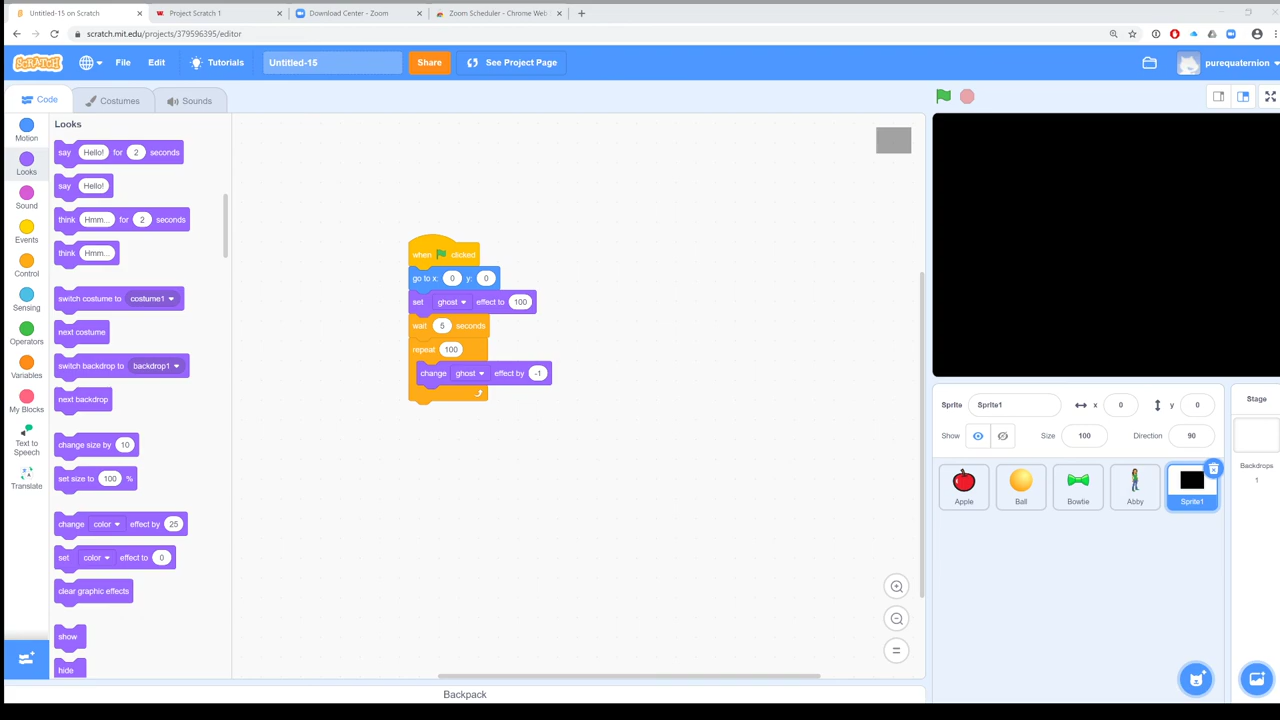 Untitled-15 on Scratch
Project Scratch 1
Download Center - Zoom
Zoom Scheduler - Chrome Web
scratch.mit.edu/projects/379596395/editor
SCRATCH
File
Edit
Tutorials
Untitled-15
Share
See Project Page
purequaternion
Code
Costumes
Sounds
Motion
Looks
Sound
Events
Control
Sensing
Operators
Variables
My Blocks
Text to
Speech
Translate
Looks
say Hello! for 2 seconds
say Hello!
think Hmm... for 2 seconds
think Hmm...
switch costume to costume1
next costume
switch backdrop to backdrop1
next backdrop
change size by 10
set size to 100 %
change color effect by 25
set color effect to 0
clear graphic effects
show
hide
when clicked
go to x: 0 y: 0
set ghost effect to 100
wait 5 seconds
repeat 100
change ghost effect by -1
Backpack
Sprite Sprite1 x 0 y 0
Show Size 100 Direction 90
Apple
Ball
Bowtie
Abby
Sprite1
Stage
Backdrops
1